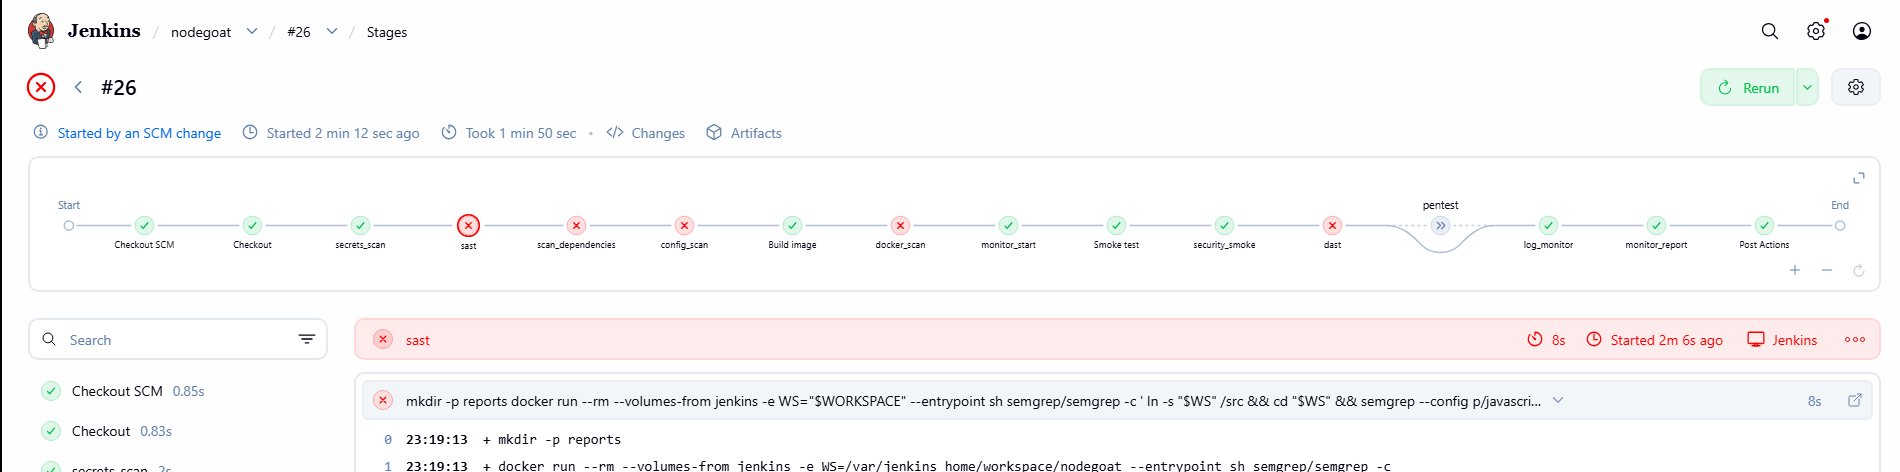 Jenkins / nodegoat / #26 / Stages
#26
Rerun
Started by an SCM change Started 2 min 12 sec ago Took 1 min 50 sec • Changes Artifacts
Start pentest End
Checkout SCM Checkout secrets_scan sast scan_dependencies config_scan Build image docker_scan monitor_start Smoke test security_smoke dast log_monitor monitor_report Post Actions
Search
sast 8s Started 2m 6s ago Jenkins
Checkout SCM 0.85s
mkdir -p reports docker run --rm --volumes-from jenkins -e WS="$WORKSPACE" --entrypoint sh semgrep/semgrep -c ' ln -s "$WS" /src && cd "$WS" && semgrep --config p/javascri... 8s
Checkout 0.83s
0 23:19:13 + mkdir -p reports
1 23:19:13 + docker run --rm --volumes-from jenkins -e WS=/var/jenkins_home/workspace/nodegoat --entrypoint sh semgrep/semgrep -c
secrets_scan 2s